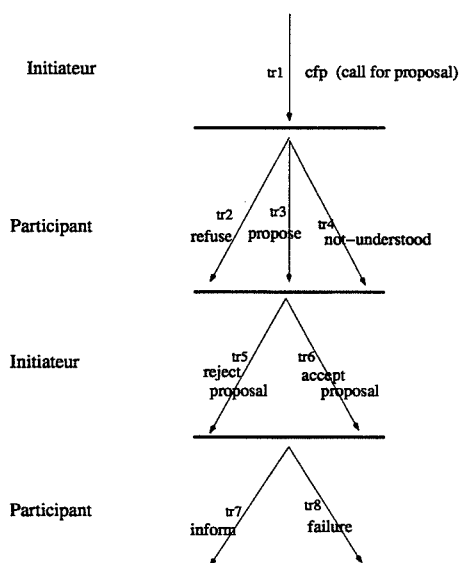 Initiateur
tr1 cfp (call for proposal)
Participant
tr2 tr3 tr4
refuse propose not-understood
Initiateur
tr5 tr6
reject accept
proposal proposal
Participant
tr7 tr8
inform failure